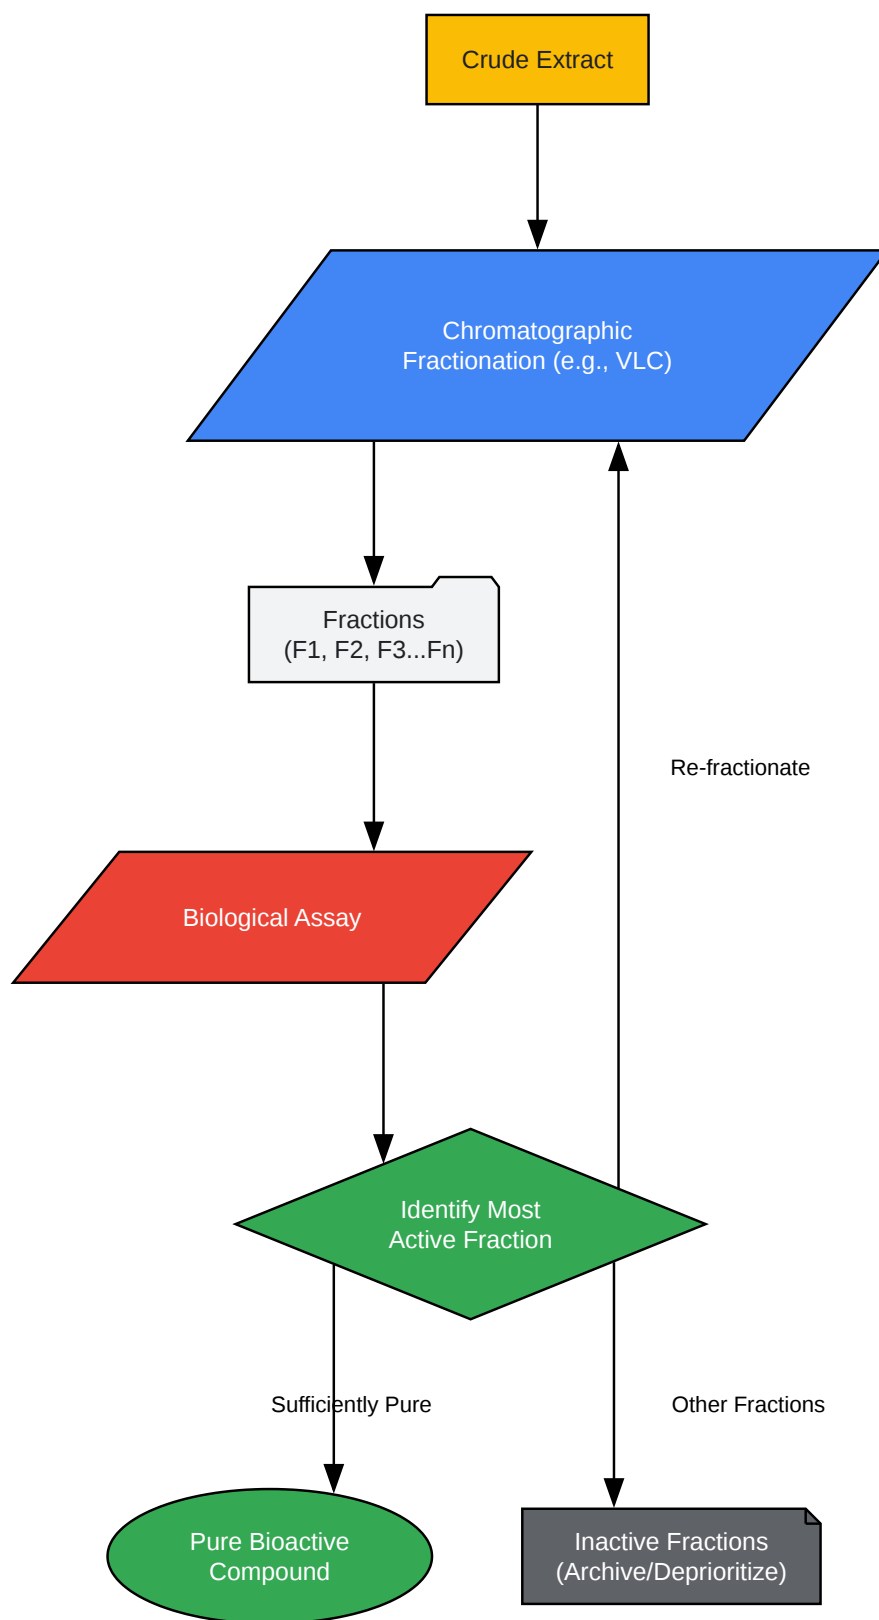 Crude Extract
Chromatographic
Fractionation (e.g., VLC)
Fractions
(F1, F2, F3...Fn)
Re-fractionate
Biological Assay
Identify Most
Active Fraction
Sufficiently Pure
Other Fractions
Pure Bioactive
Compound
Inactive Fractions
(Archive/Deprioritize)